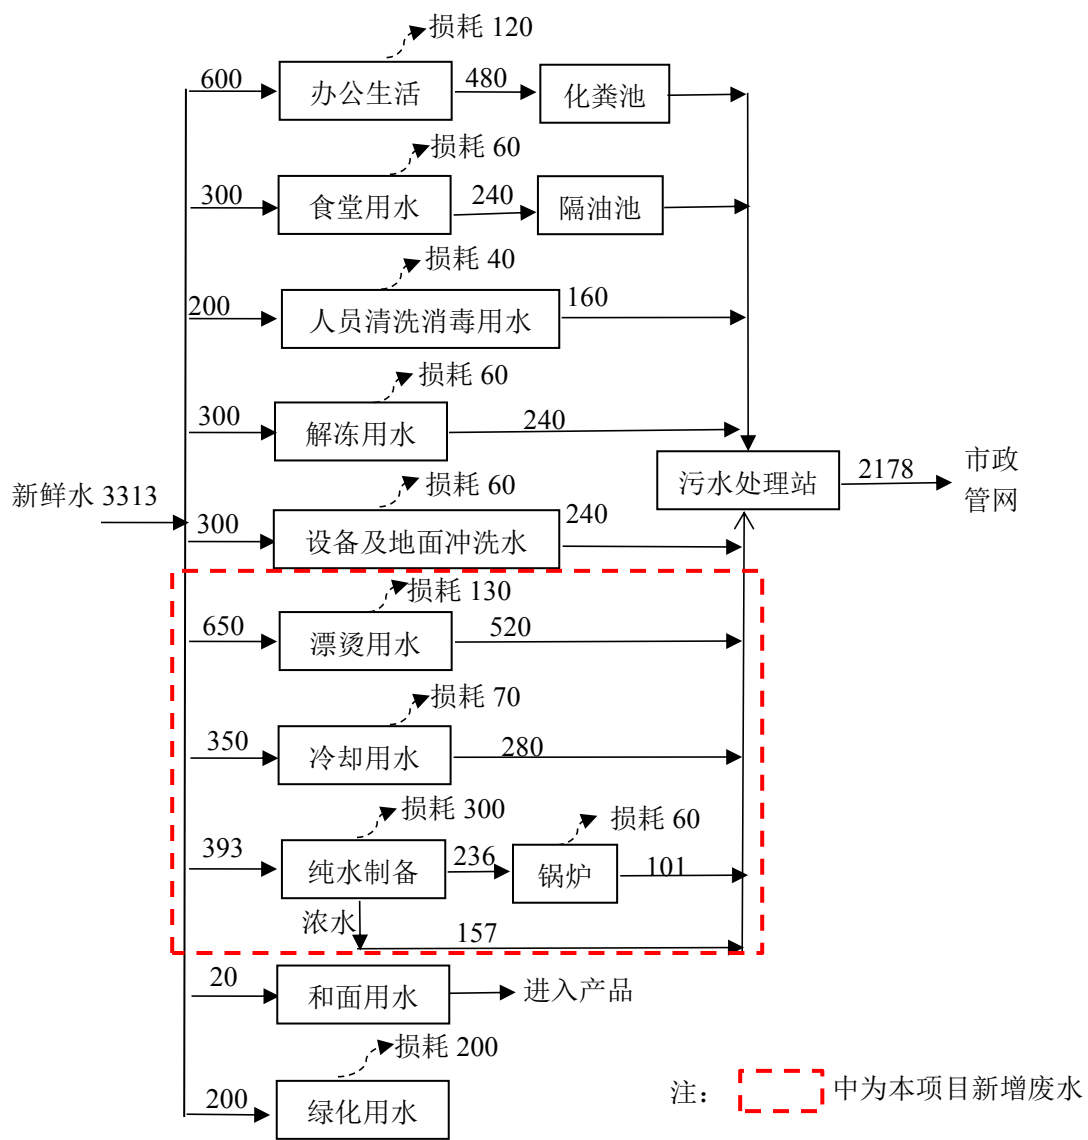 损耗 120
600
办公生活
480
化粪池
损耗 60
300
食堂用水
240
隔油池
损耗 40
200
人员清洗消毒用水
160
损耗 60
300
解冻用水
240
污水处理站
2178
市政
管网
新鲜水 3313
损耗 60
300
设备及地面冲洗水
240
损耗 130
650
漂烫用水
520
损耗 70
350
冷却用水
280
损耗 300
393
纯水制备
236
损耗 60
锅炉
101
浓水
157
20
和面用水
进入产品
损耗 200
200
绿化用水
注：
中为本项目新增废水